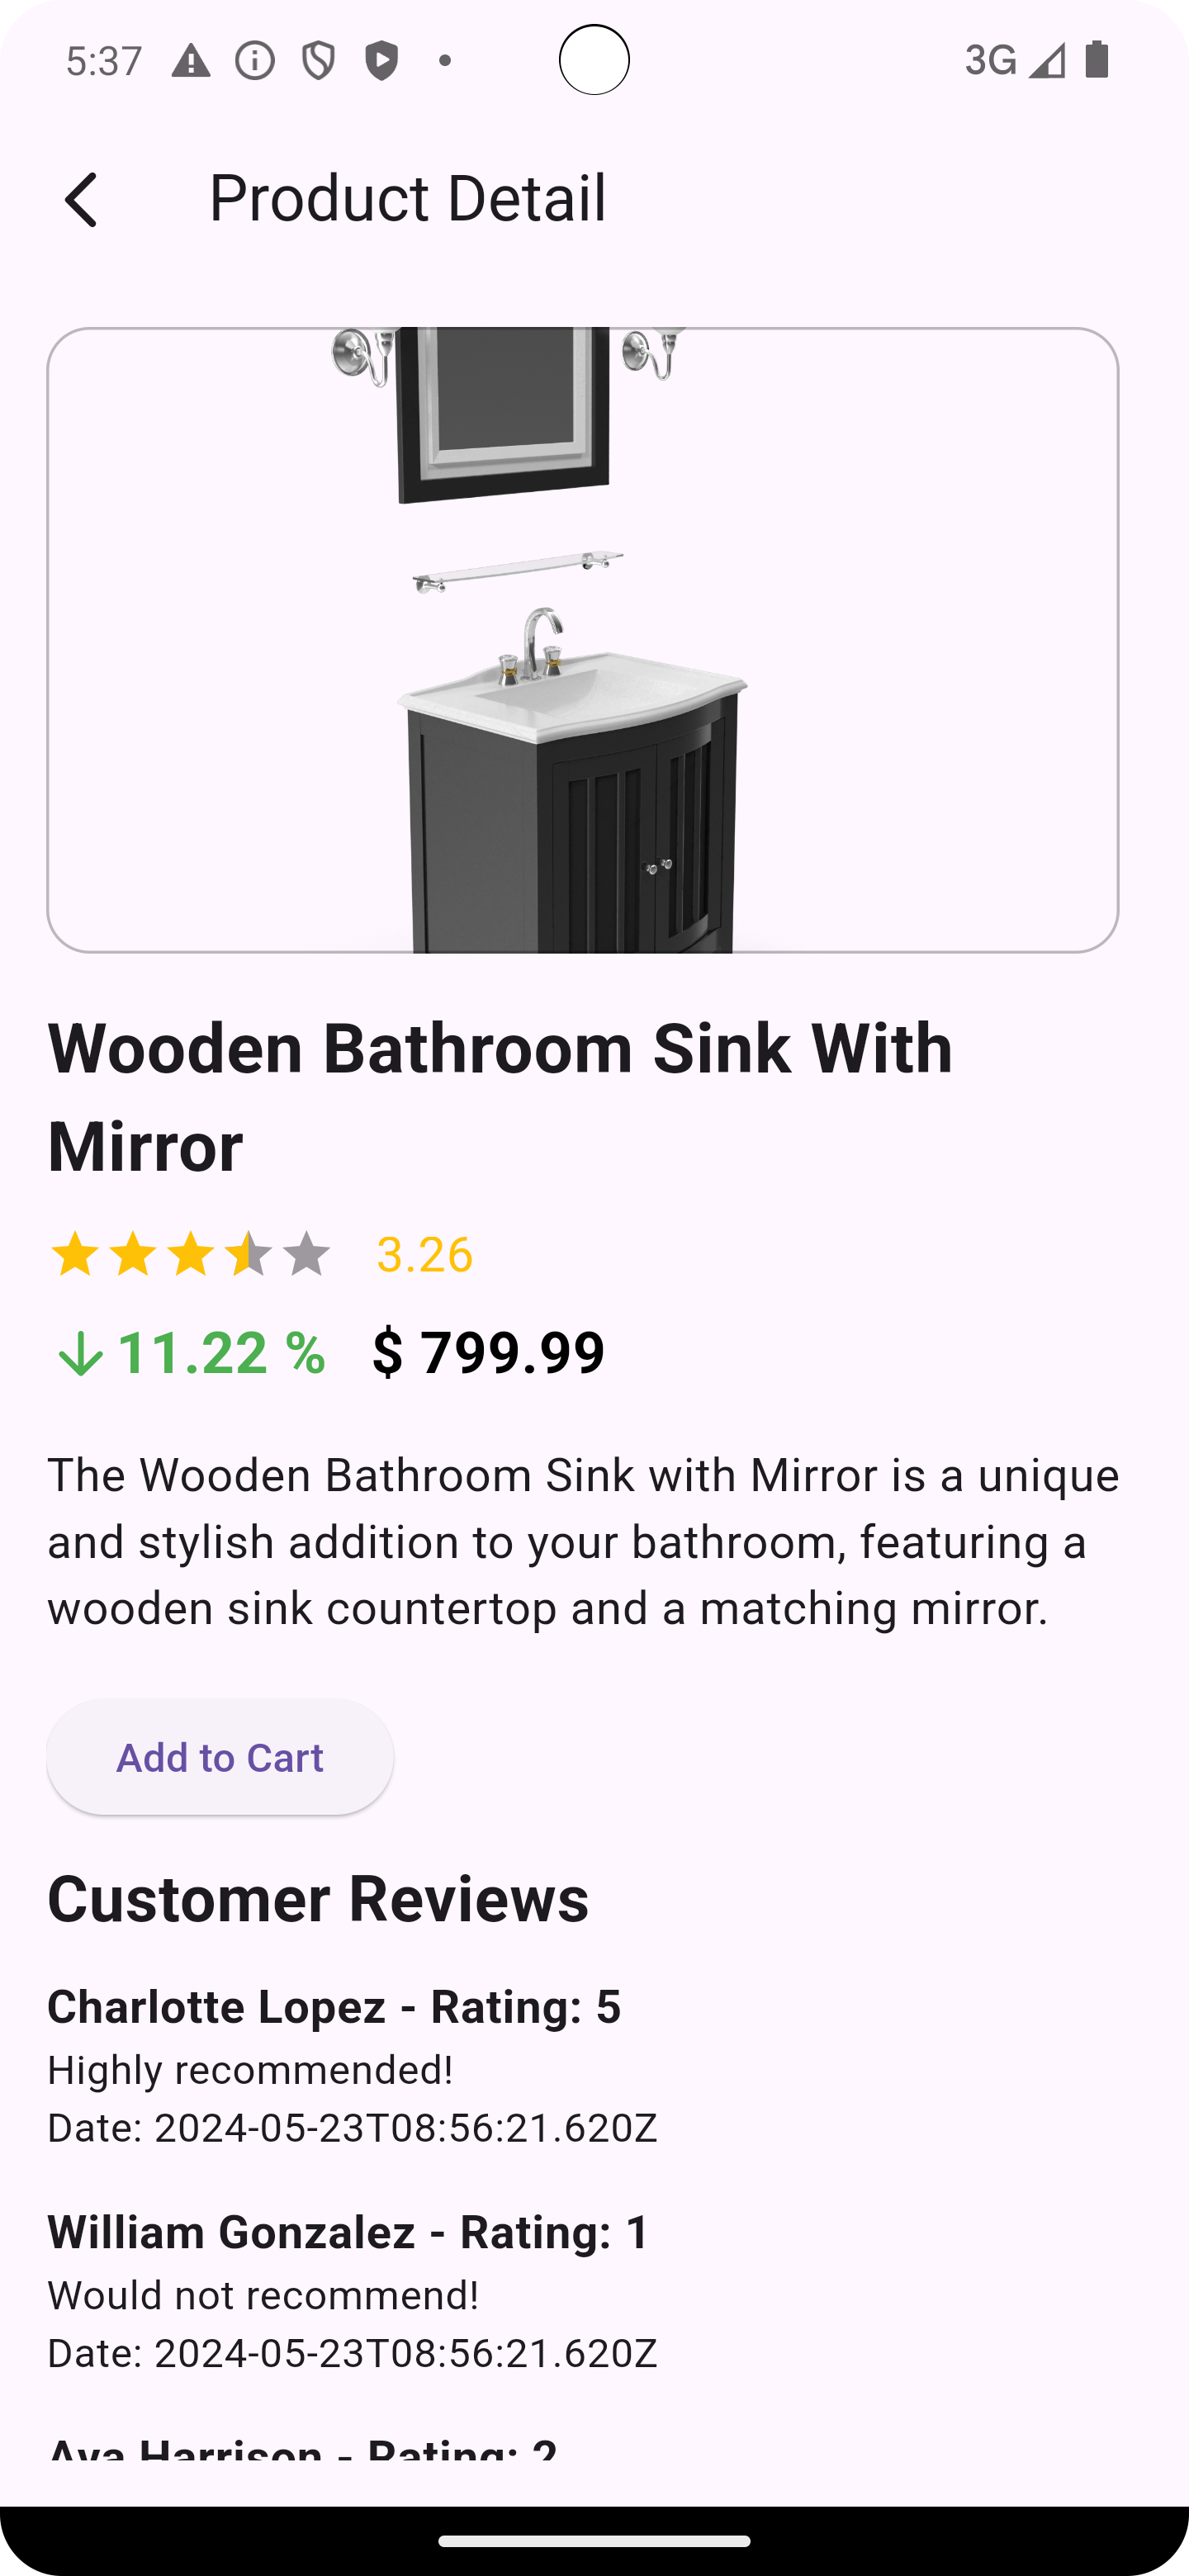 5:37 3G
Product Detail
Wooden Bathroom Sink With
Mirror
3.26
11.22 % $ 799.99
The Wooden Bathroom Sink with Mirror is a unique
and stylish addition to your bathroom, featuring a
wooden sink countertop and a matching mirror.
Add to Cart
Customer Reviews
Charlotte Lopez - Rating: 5
Highly recommended!
Date: 2024-05-23T08:56:21.620Z
William Gonzalez - Rating: 1
Would not recommend!
Date: 2024-05-23T08:56:21.620Z
Ava Harrison - Rating: 2